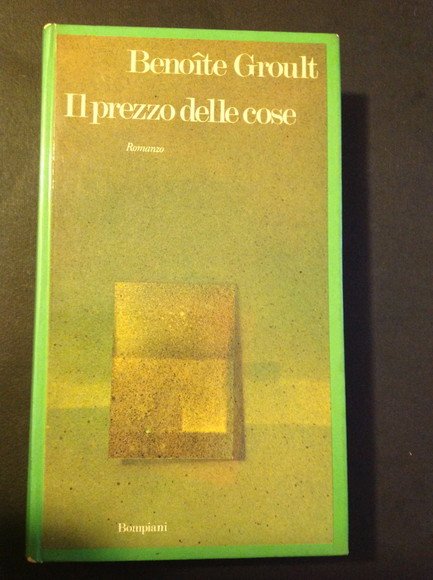 Benoîte Groult
Il prezzo delle cose
Romanzo
Bompiani